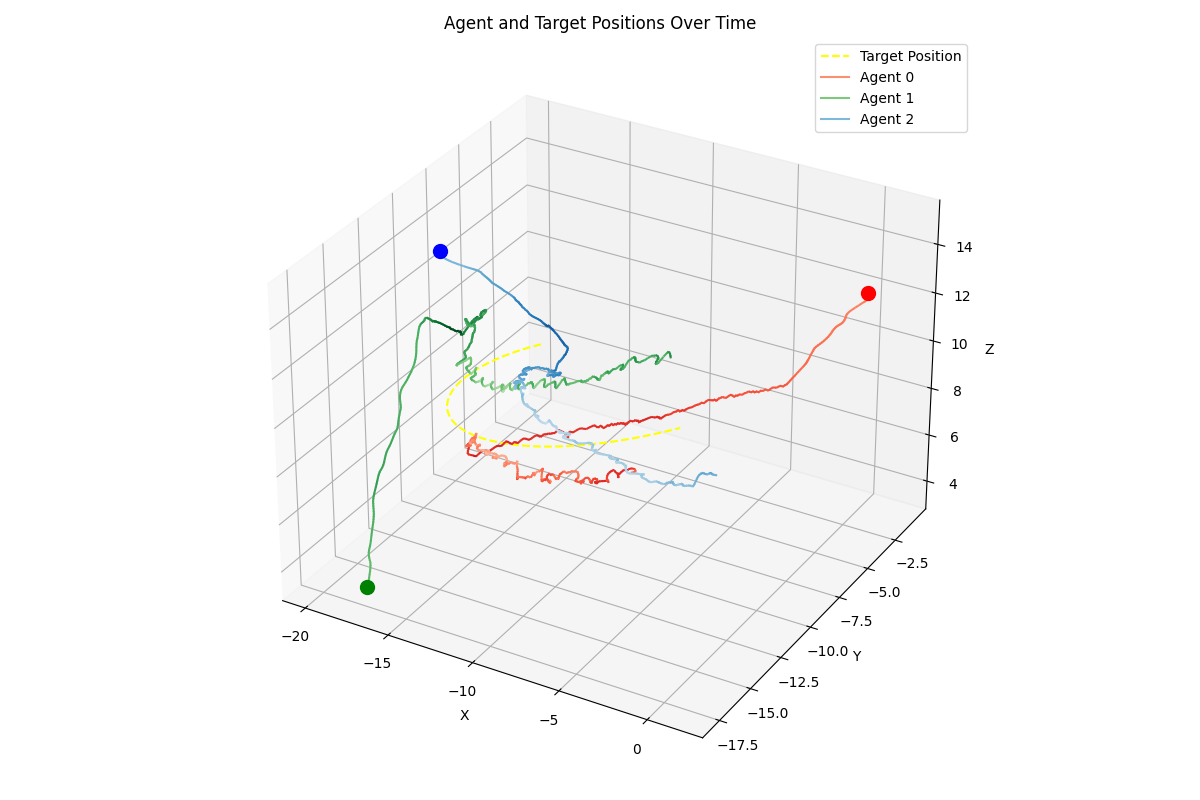 Agent and Target Positions Over Time
Target Position
Agent 0
Agent 1
Agent 2
14
12
10
8
6
4
Z
−2.5
−5.0
−7.5
−10.0
−12.5
−15.0
−17.5
Y
−20
−15
−10
−5
0
X